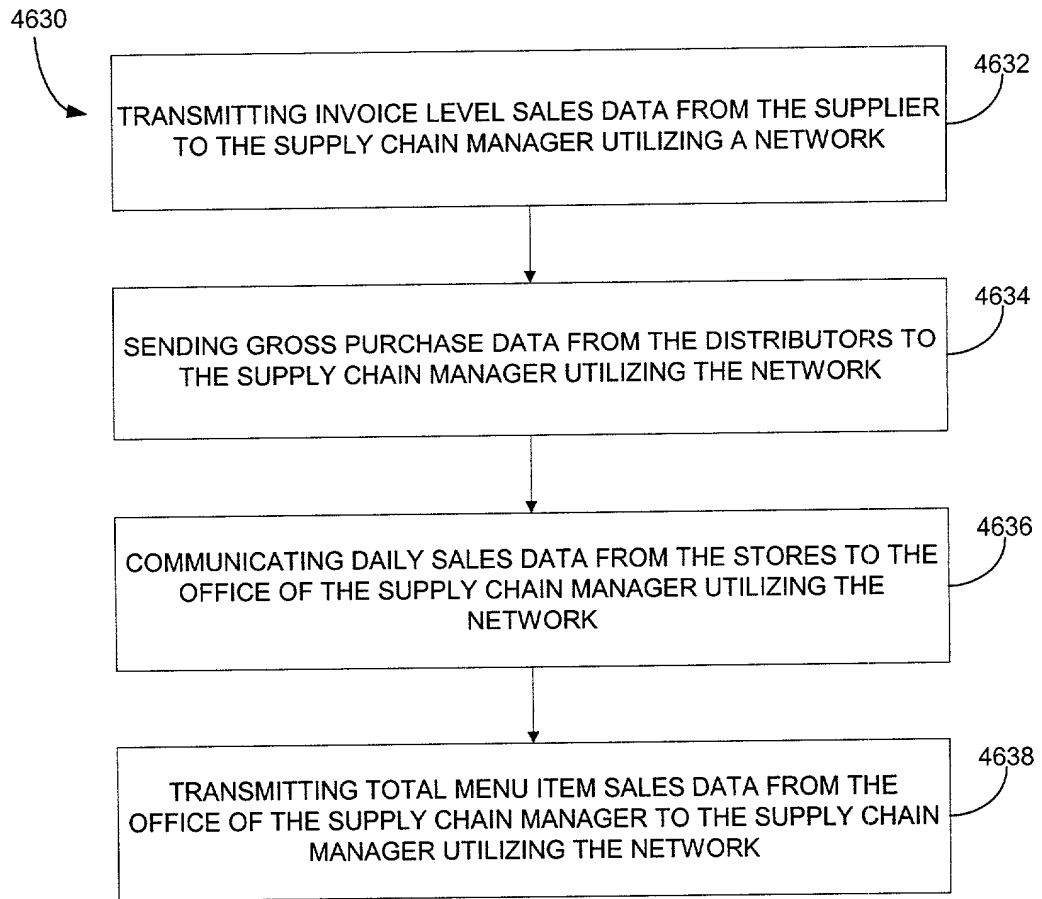 4630
4632
TRANSMITTING INVOICE LEVEL SALES DATA FROM THE SUPPLIER
TO THE SUPPLY CHAIN MANAGER UTILIZING A NETWORK
4634
SENDING GROSS PURCHASE DATA FROM THE DISTRIBUTORS TO
THE SUPPLY CHAIN MANAGER UTILIZING THE NETWORK
4636
COMMUNICATING DAILY SALES DATA FROM THE STORES TO THE
OFFICE OF THE SUPPLY CHAIN MANAGER UTILIZING THE
NETWORK
4638
TRANSMITTING TOTAL MENU ITEM SALES DATA FROM THE
OFFICE OF THE SUPPLY CHAIN MANAGER TO THE SUPPLY CHAIN
MANAGER UTILIZING THE NETWORK